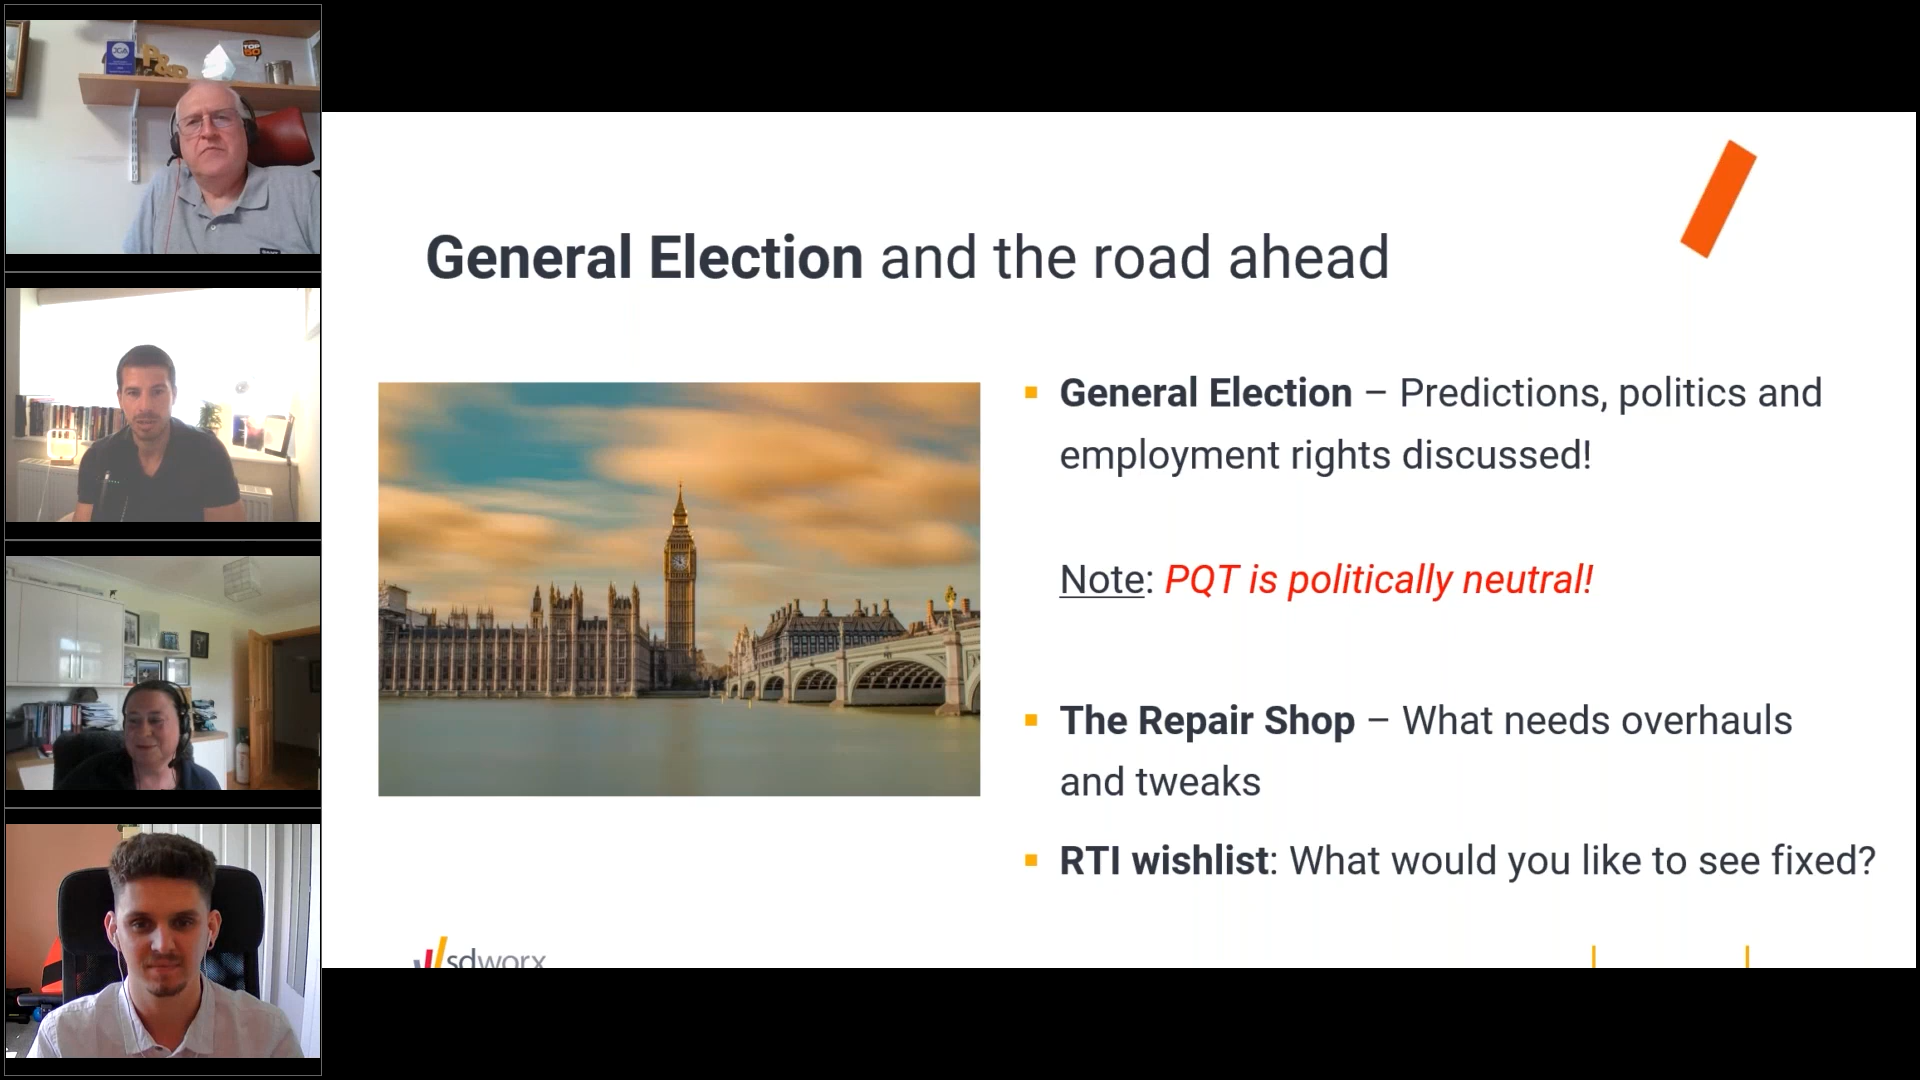 TOP
General Election and the road ahead
General Election – Predictions, politics and
employment rights discussed!
Note: PQT is politically neutral!
The Repair Shop – What needs overhauls
and tweaks
RTI wishlist: What would you like to see fixed?
sdworx